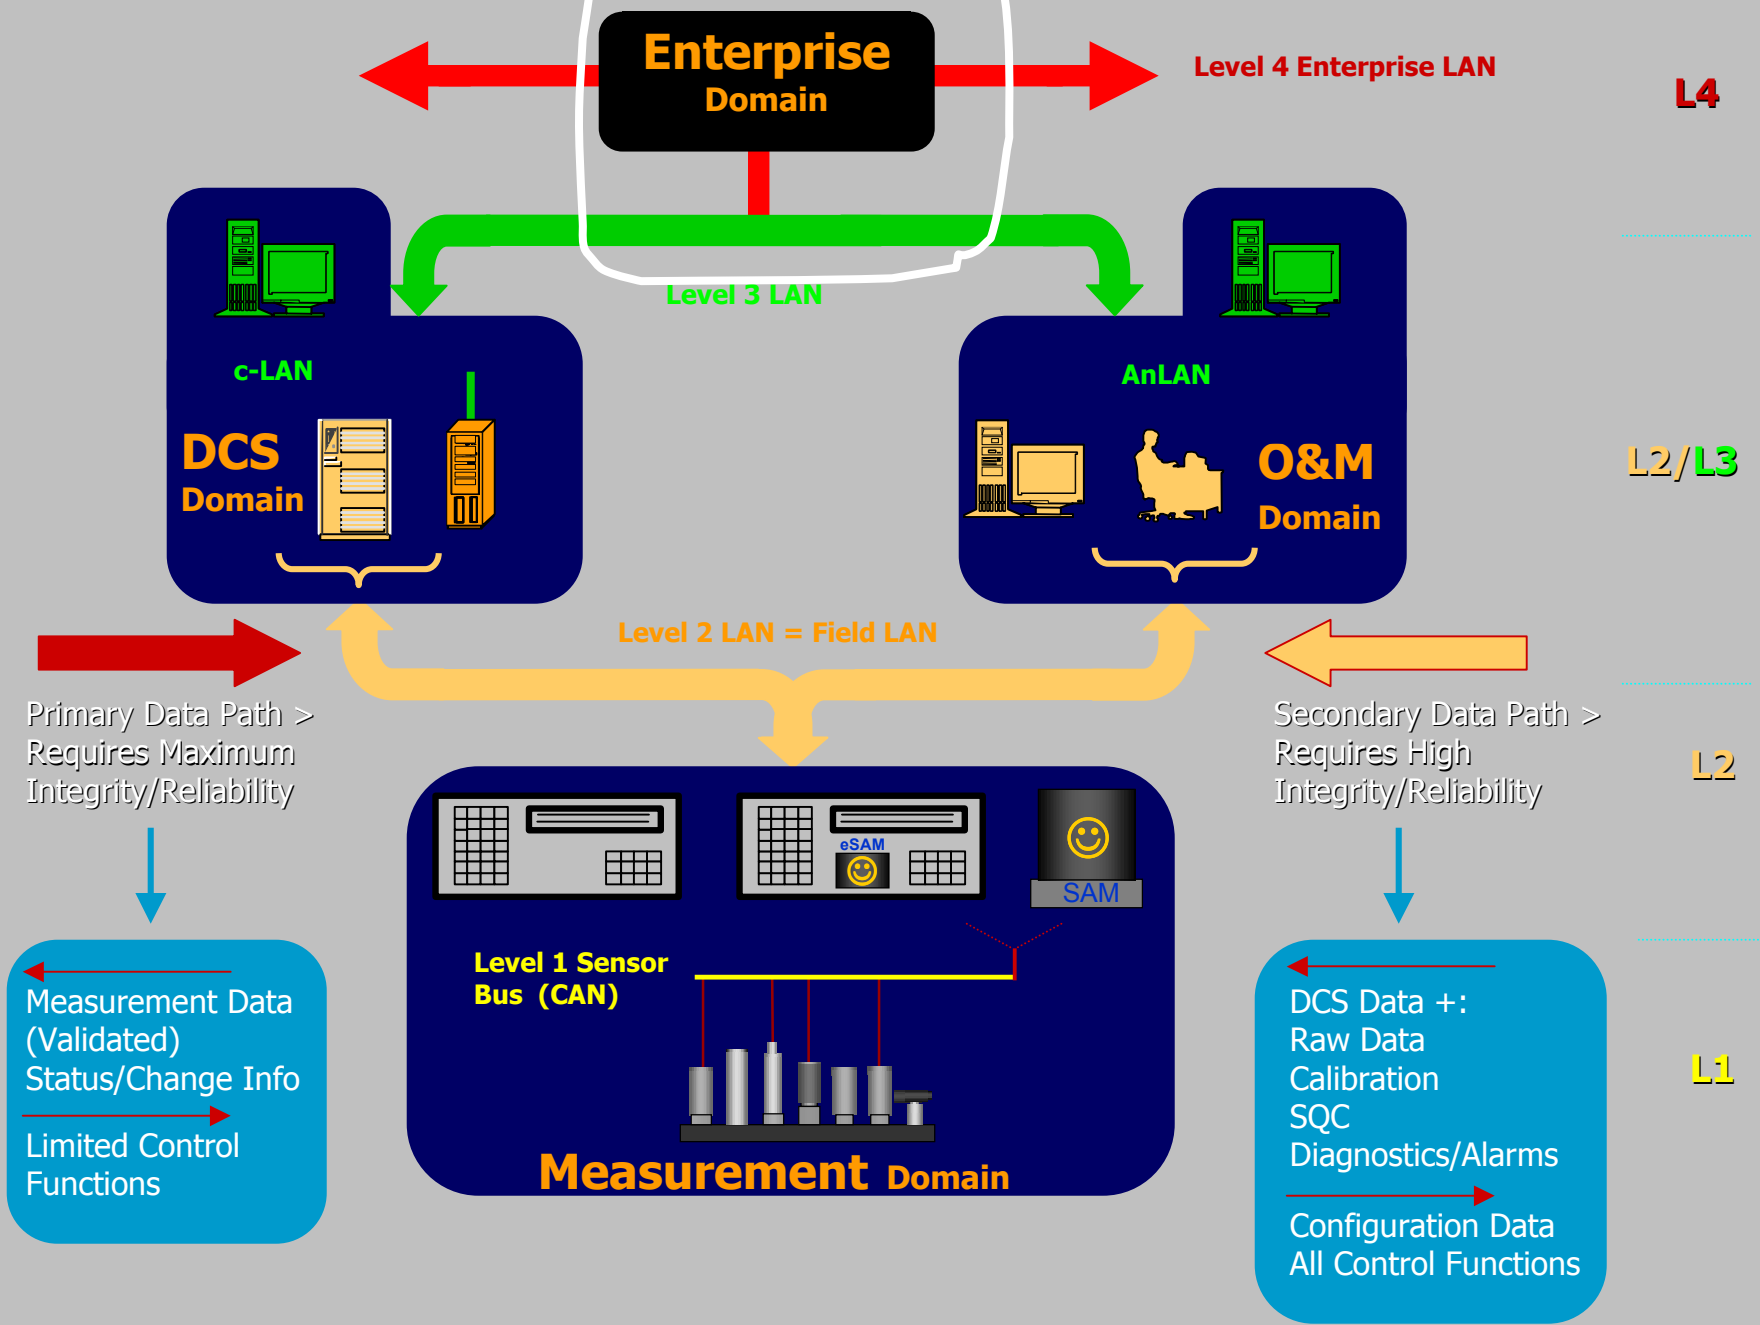 Enterprise
Domain
Level 4 Enterprise LAN
L4
Level 3 LAN
c-LAN
AnLAN
DCS
Domain
O&M
Domain
L2/L3
Level 2 LAN = Field LAN
Primary Data Path >
Requires Maximum
Integrity/Reliability
Secondary Data Path >
Requires High
Integrity/Reliability
L2
eSAM
SAM
Level 1 Sensor
Bus (CAN)
Measurement Data
(Validated)
Status/Change Info
Limited Control
Functions
DCS Data +:
Raw Data
Calibration
SQC
Diagnostics/Alarms
Configuration Data
All Control Functions
L1
Measurement Domain